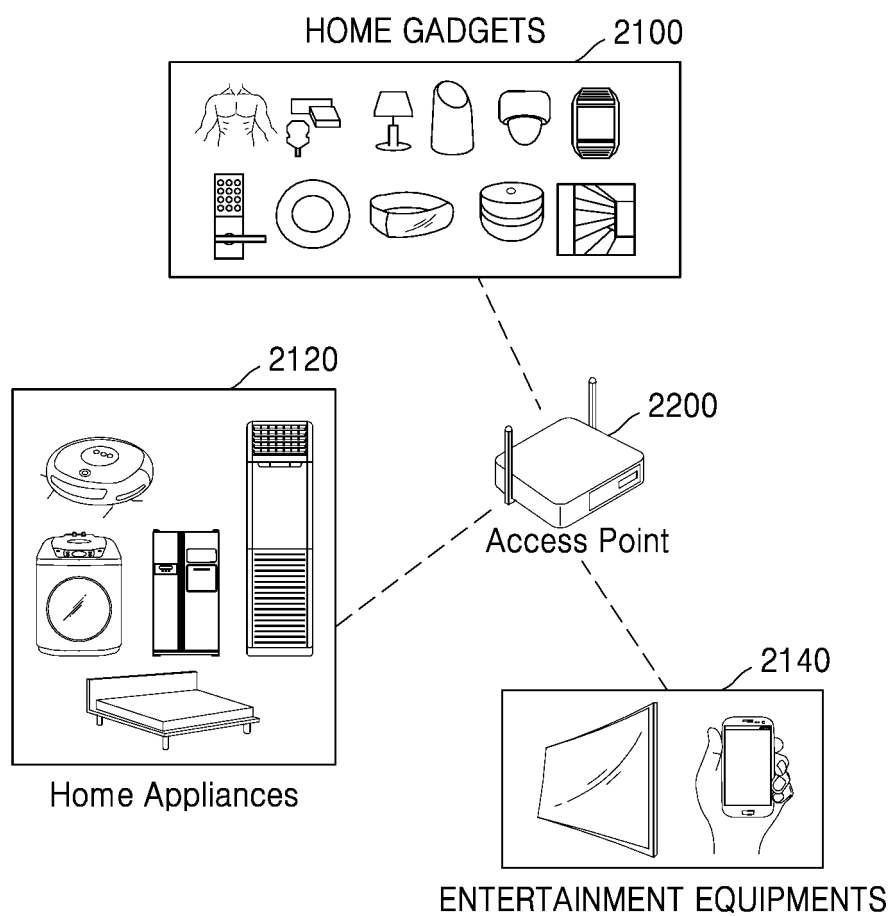 HOME GADGETS
2100
2120
2200
Access Point
2140
Home Appliances
ENTERTAINMENT EQUIPMENTS